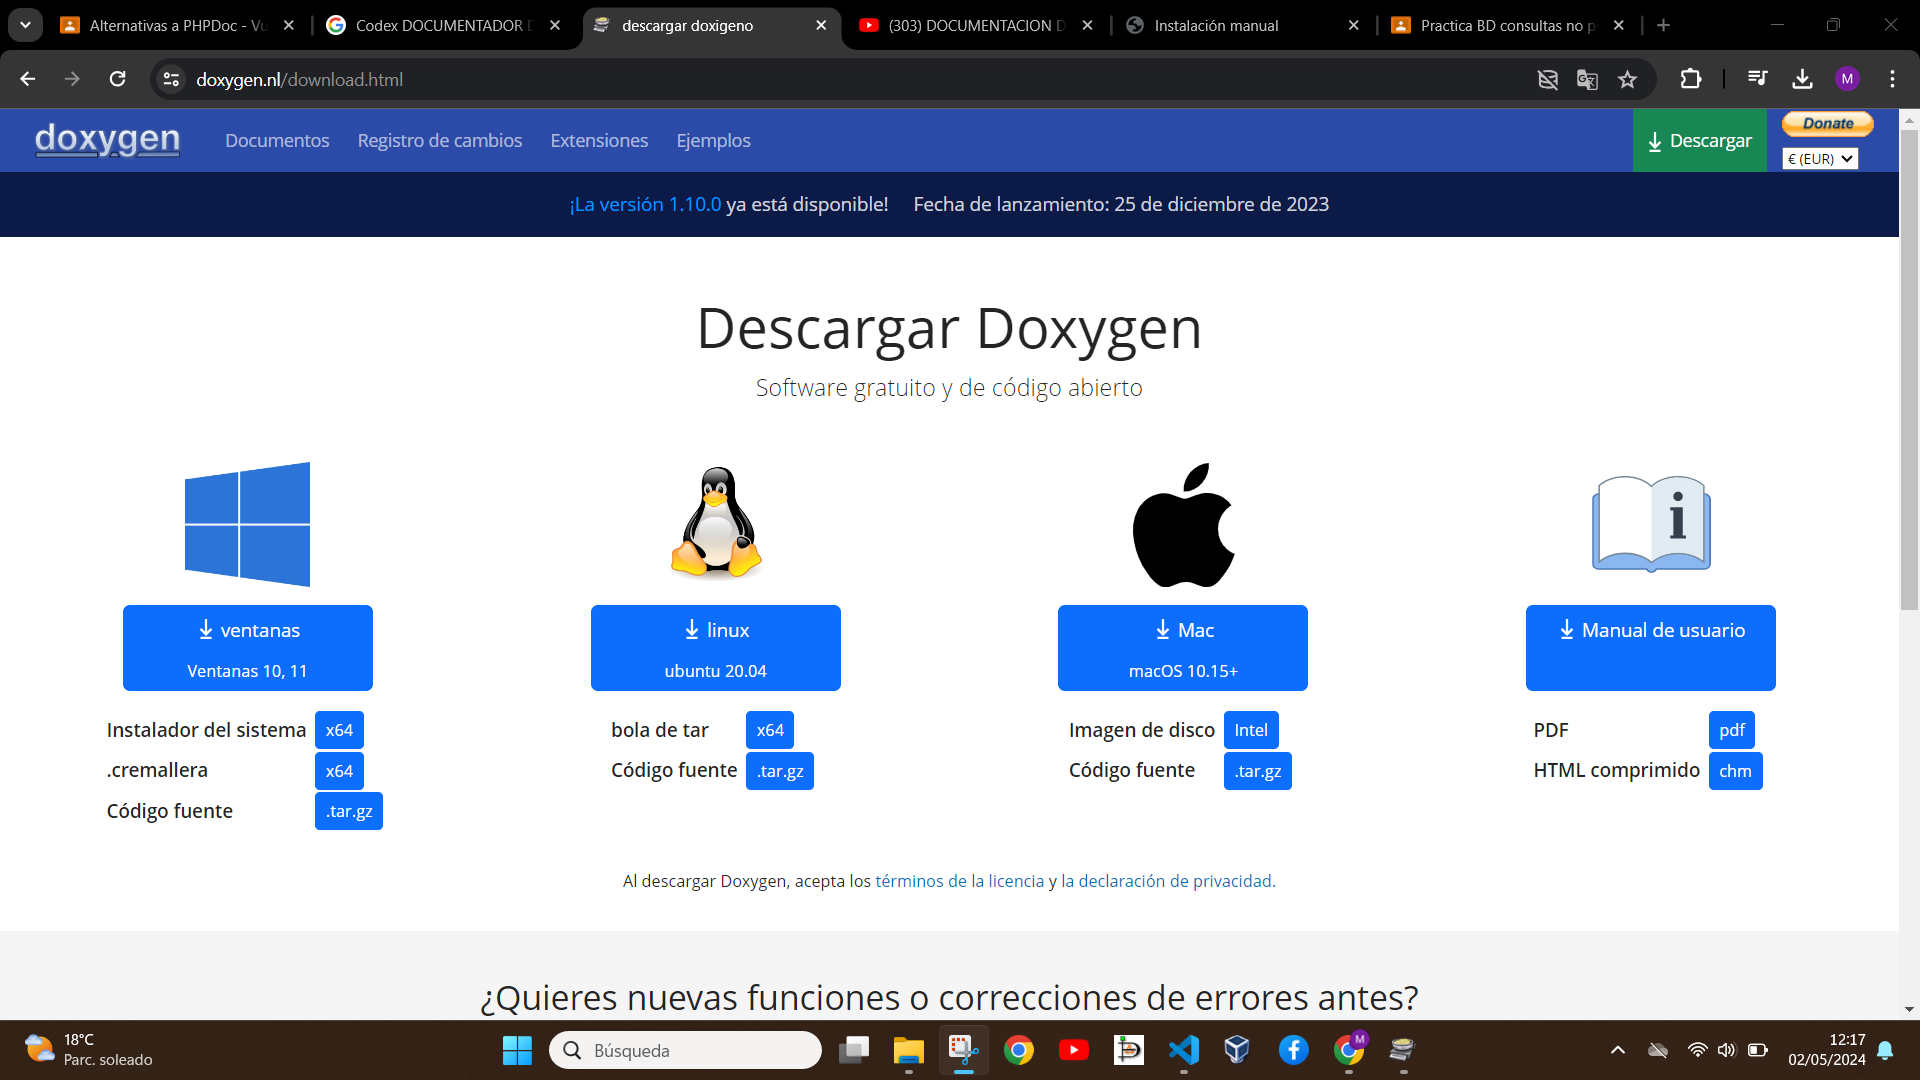 Alternativas a PHPDoc - Vu
Codex DOCUMENTADOR D
descargar doxigeno
(303) DOCUMENTACION D
Instalación manual
Practica BD consultas no p
doxygen.nl/download.html
M
doxygen
Documentos
Registro de cambios
Extensiones
Ejemplos
Descargar
Donate
€ (EUR)
¡La versión 1.10.0 ya está disponible! Fecha de lanzamiento: 25 de diciembre de 2023
Descargar Doxygen
Software gratuito y de código abierto
i
ventanas
Ventanas 10, 11
linux
ubuntu 20.04
Mac
macOS 10.15+
Manual de usuario
Instalador del sistema x64
.cremallera x64
Código fuente .tar.gz
bola de tar x64
Código fuente .tar.gz
Imagen de disco Intel
Código fuente .tar.gz
PDF pdf
HTML comprimido chm
Al descargar Doxygen, acepta los términos de la licencia y la declaración de privacidad.
¿Quieres nuevas funciones o correcciones de errores antes?
18°C
Parc. soleado
Búsqueda
M
12:17
02/05/2024